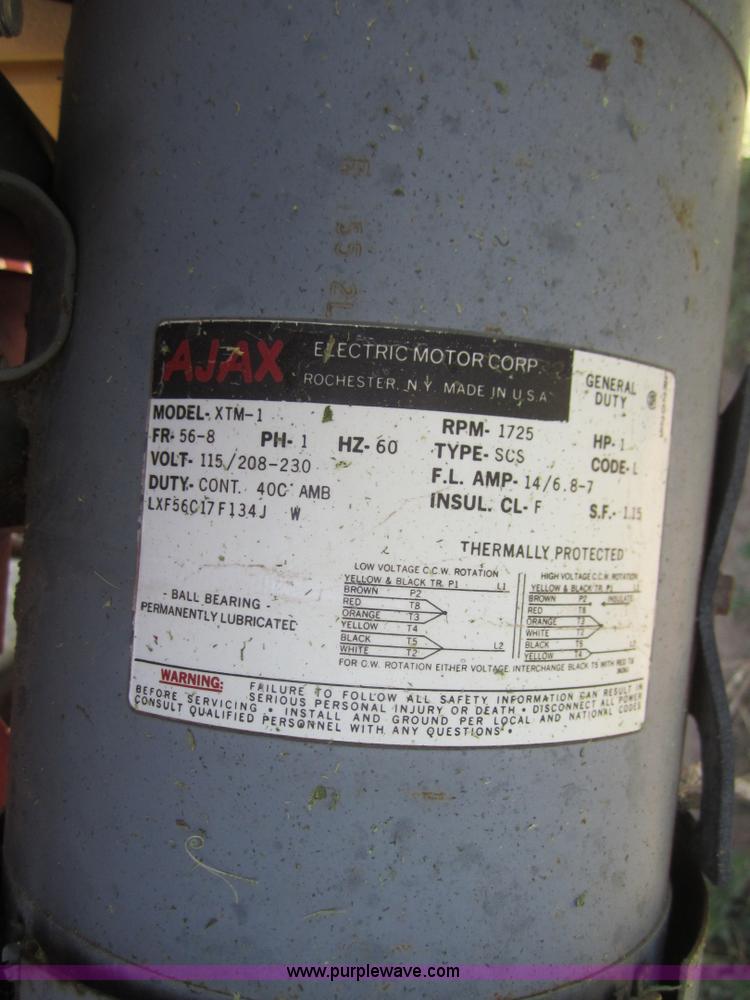 AJAX ELECTRIC MOTOR CORP
ROCHESTER, N.Y. MADE IN U.S.A
GENERAL DUTY
MODEL- XTM-1
RPM- 1725
HP- 1
FR- 56-8 PH- 1 HZ- 60
TYPE- SCS
CODE- L
VOLT- 115/208-230
F.L. AMP- 14/6.8-7
DUTY- CONT. 40C AMB
INSUL. CL- F
S.F.- 1.15
LXF56C17F134J W
THERMALLY PROTECTED
- BALL BEARING -
PERMANENTLY LUBRICATED
LOW VOLTAGE C.C.W. ROTATION
YELLOW & BLACK TR. P1 L1
BROWN P2
RED T8
ORANGE T3
YELLOW T4
BLACK T5 L2
WHITE T2
HIGH VOLTAGE C.C.W. ROTATION
YELLOW & BLACK TR. P1 L1
BROWN P2 INSULATE
RED T8
ORANGE T3
WHITE T2
BLACK T5 L2
YELLOW T4
FOR C.W. ROTATION EITHER VOLTAGE INTERCHANGE BLACK T5 WITH RED T8
WARNING: FAILURE TO FOLLOW ALL SAFETY INFORMATION CAN RESULT IN
SERIOUS PERSONAL INJURY OR DEATH • DISCONNECT ALL POWER
BEFORE SERVICING • INSTALL AND GROUND PER LOCAL AND NATIONAL CODES
CONSULT QUALIFIED PERSONNEL WITH ANY QUESTIONS •
www.purplewave.com